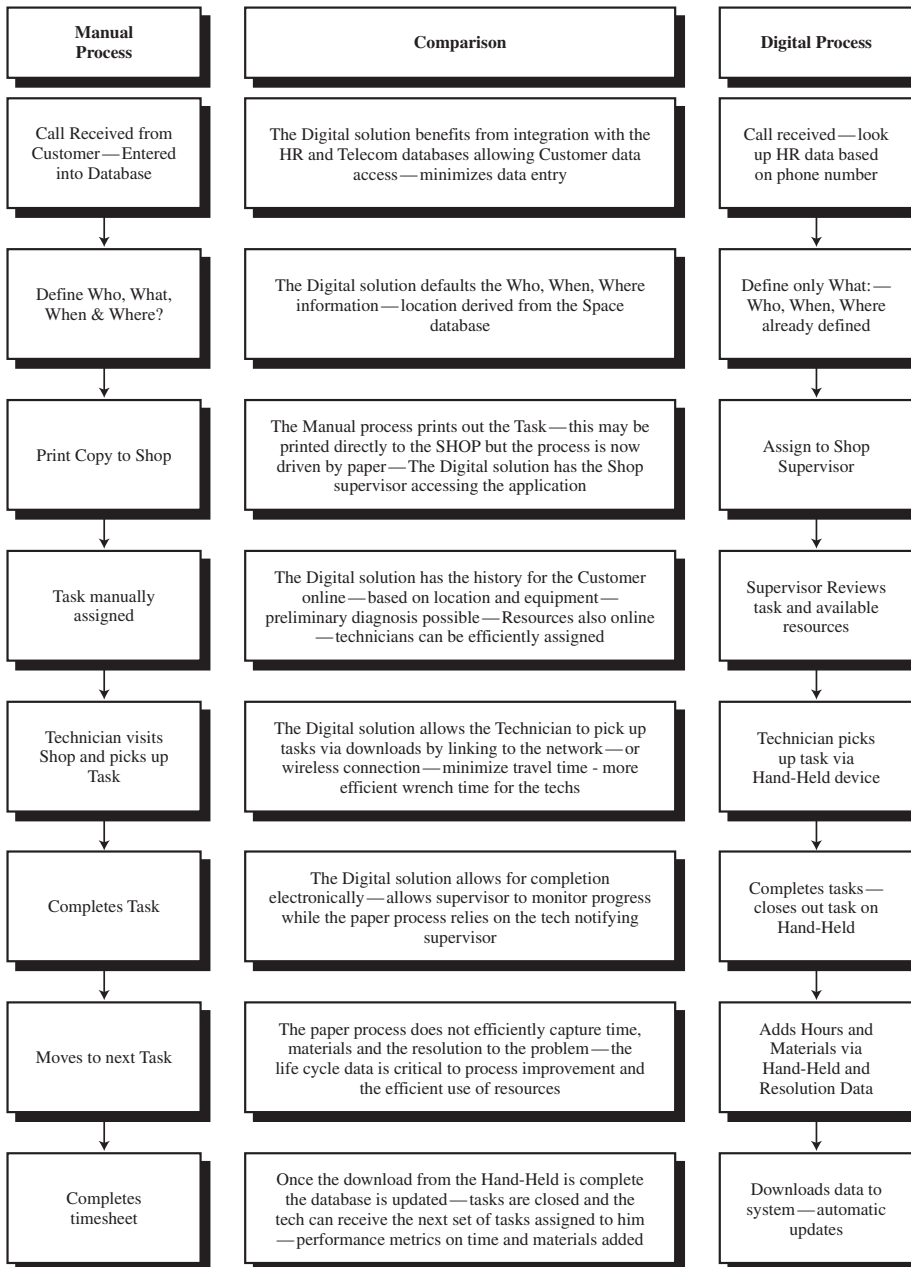 Manual
Process
Comparison
Digital Process
Call Received from
Customer—Entered
into Database
The Digital solution benefits from integration with the
HR and Telecom databases allowing Customer data
access—minimizes data entry
Call received—look
up HR data based
on phone number
Define Who, What,
When & Where?
The Digital solution defaults the Who, When, Where
information—location derived from the Space
database
Define only What:—
Who, When, Where
already defined
Print Copy to Shop
The Manual process prints out the Task—this may be
printed directly to the SHOP but the process is now
driven by paper—The Digital solution has the Shop
supervisor accessing the application
Assign to Shop
Supervisor
Task manually
assigned
The Digital solution has the history for the Customer
online—based on location and equipment—
preliminary diagnosis possible—Resources also online
—technicians can be efficiently assigned
Supervisor Reviews
task and available
resources
Technician visits
Shop and picks up
Task
The Digital solution allows the Technician to pick up
tasks via downloads by linking to the network—or
wireless connection—minimize travel time - more
efficient wrench time for the techs
Technician picks
up task via
Hand-Held device
Completes Task
The Digital solution allows for completion
electronically—allows supervisor to monitor progress
while the paper process relies on the tech notifying
supervisor
Completes tasks—
closes out task on
Hand-Held
Moves to next Task
The paper process does not efficiently capture time,
materials and the resolution to the problem—the
life cycle data is critical to process improvement and
the efficient use of resources
Adds Hours and
Materials via
Hand-Held and
Resolution Data
Completes
timesheet
Once the download from the Hand-Held is complete
the database is updated—tasks are closed and the
tech can receive the next set of tasks assigned to him
—performance metrics on time and materials added
Downloads data to
system—automatic
updates